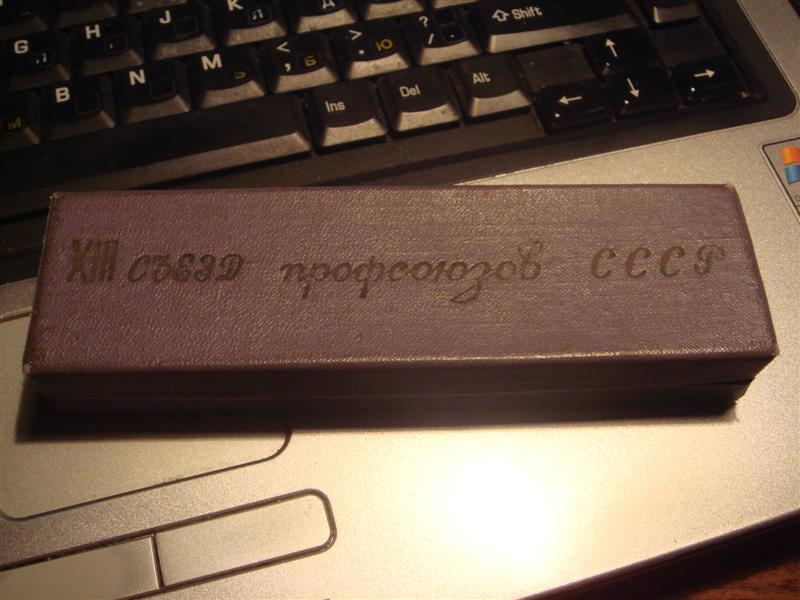 K Л Д ? Shift
G П H Р J О < , Б > . Ю /
B N M Ь Ins Del Alt ↑
М ← ↓ →
XIII съезд профсоюзов СССР